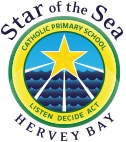 Star of the Sea
CATHOLIC PRIMARY SCHOOL
LISTEN DECIDE ACT
HERVEY BAY